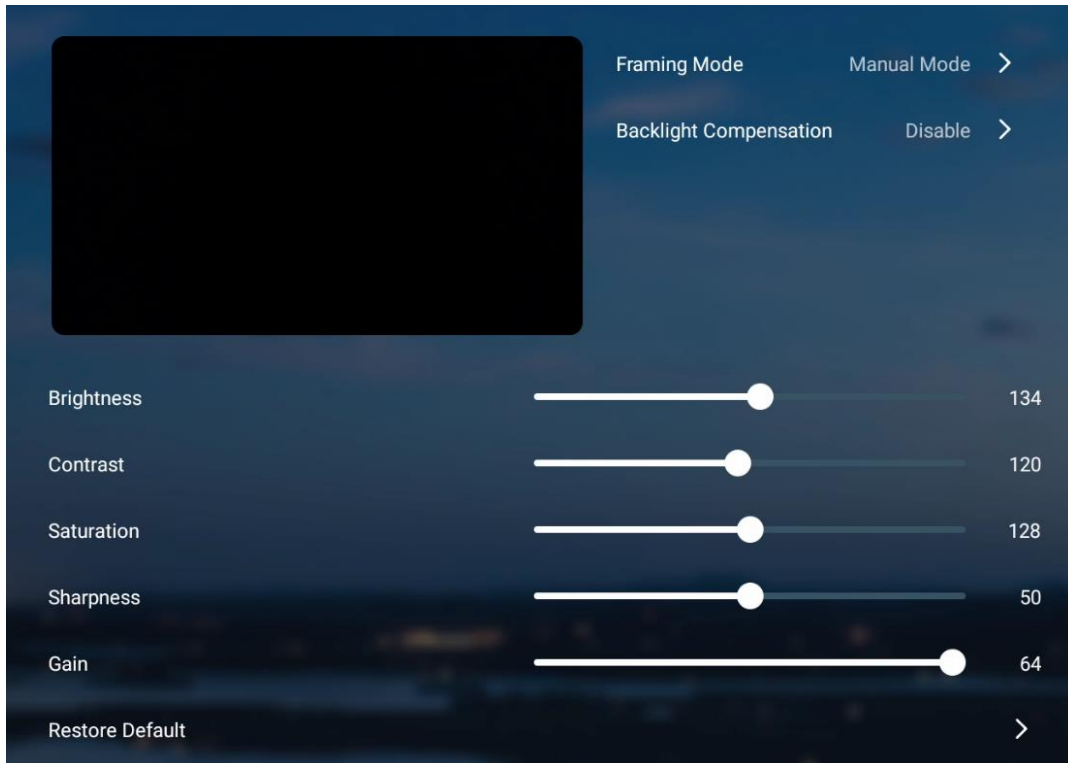 Framing Mode Manual Mode
Backlight Compensation Disable
Brightness 134
Contrast 120
Saturation 128
Sharpness 50
Gain 64
Restore Default